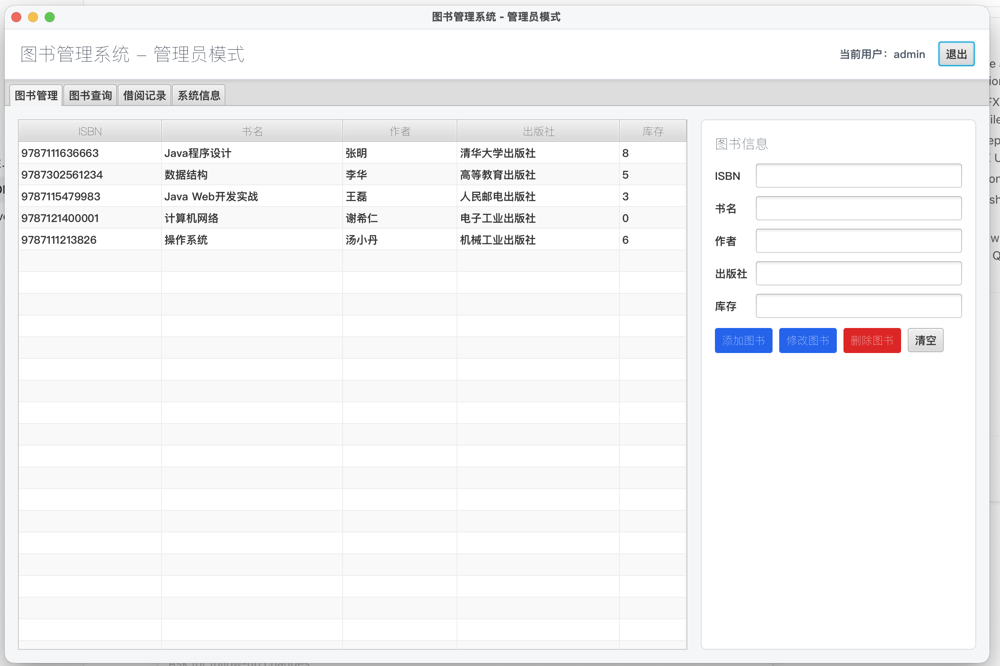 图书管理系统 - 管理员模式
图书管理系统 – 管理员模式
当前用户：admin 退出
图书管理 图书查询 借阅记录 系统信息
ISBN 书名 作者 出版社 库存
9787111636663 Java程序设计 张明 清华大学出版社 8
9787302561234 数据结构 李华 高等教育出版社 5
9787115479983 Java Web开发实战 王磊 人民邮电出版社 3
9787121400001 计算机网络 谢希仁 电子工业出版社 0
9787111213826 操作系统 汤小丹 机械工业出版社 6
图书信息
ISBN
书名
作者
出版社
库存
添加图书 修改图书 删除图书 清空
Ask for follow-up changes